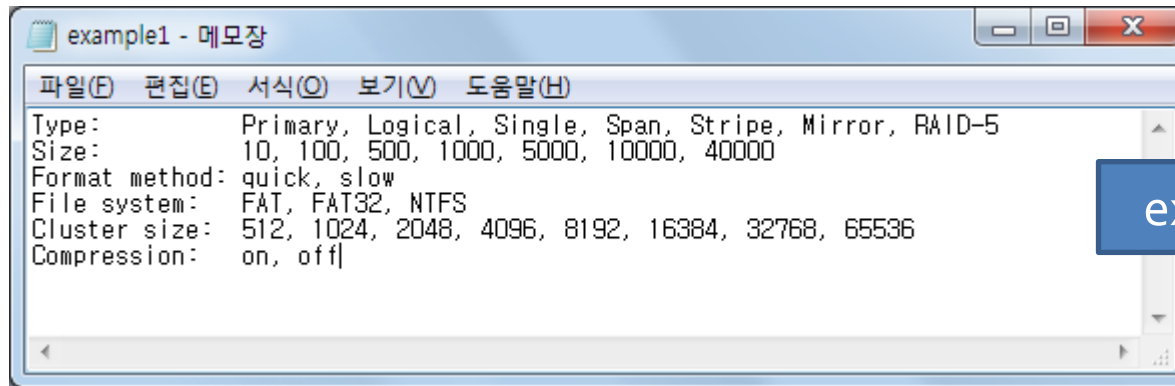 example1 - 메모장
파일(F) 편집(E) 서식(O) 보기(V) 도움말(H)
Type: Primary, Logical, Single, Span, Stripe, Mirror, RAID-5
Size: 10, 100, 500, 1000, 5000, 10000, 40000
Format method: quick, slow
File system: FAT, FAT32, NTFS
Cluster size: 512, 1024, 2048, 4096, 8192, 16384, 32768, 65536
Compression: on, off